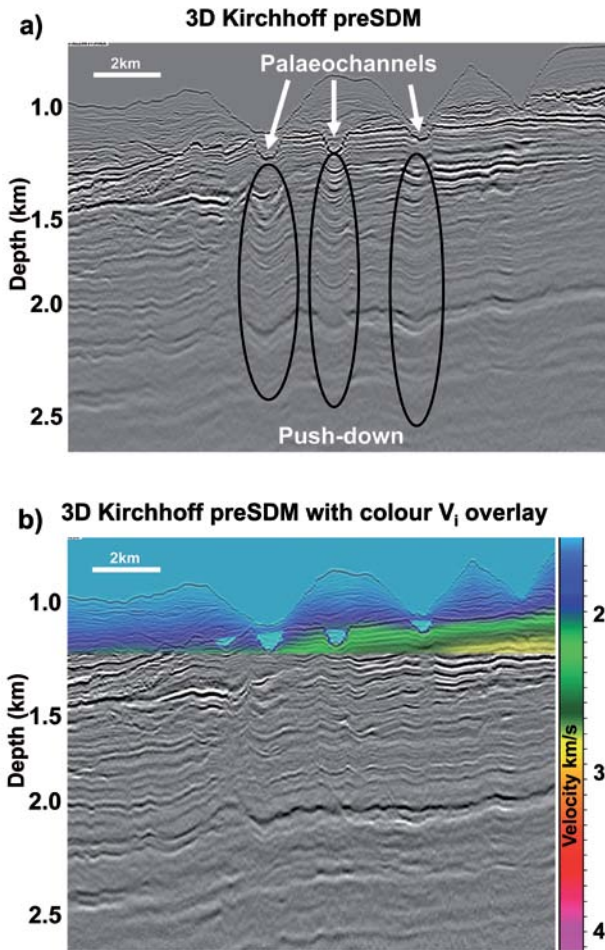 a)
3D Kirchhoff preSDM
2km
Palaeochannels
1.0
1.5
2.0
2.5
Depth (km)
Push-down
b)
3D Kirchhoff preSDM with colour Vi overlay
2km
1.0
1.5
2.0
2.5
Depth (km)
2
3
4
Velocity km/s